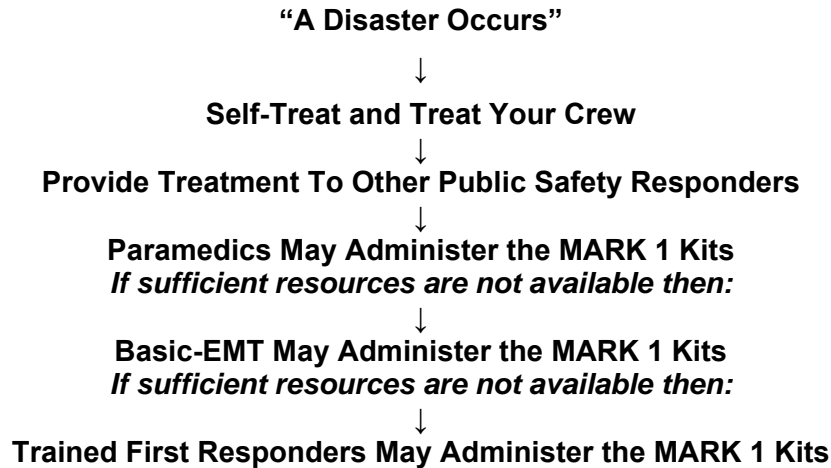 “A Disaster Occurs”
↓
Self-Treat and Treat Your Crew
↓
Provide Treatment To Other Public Safety Responders
↓
Paramedics May Administer the MARK 1 Kits
If sufficient resources are not available then:
↓
Basic-EMT May Administer the MARK 1 Kits
If sufficient resources are not available then:
↓
Trained First Responders May Administer the MARK 1 Kits